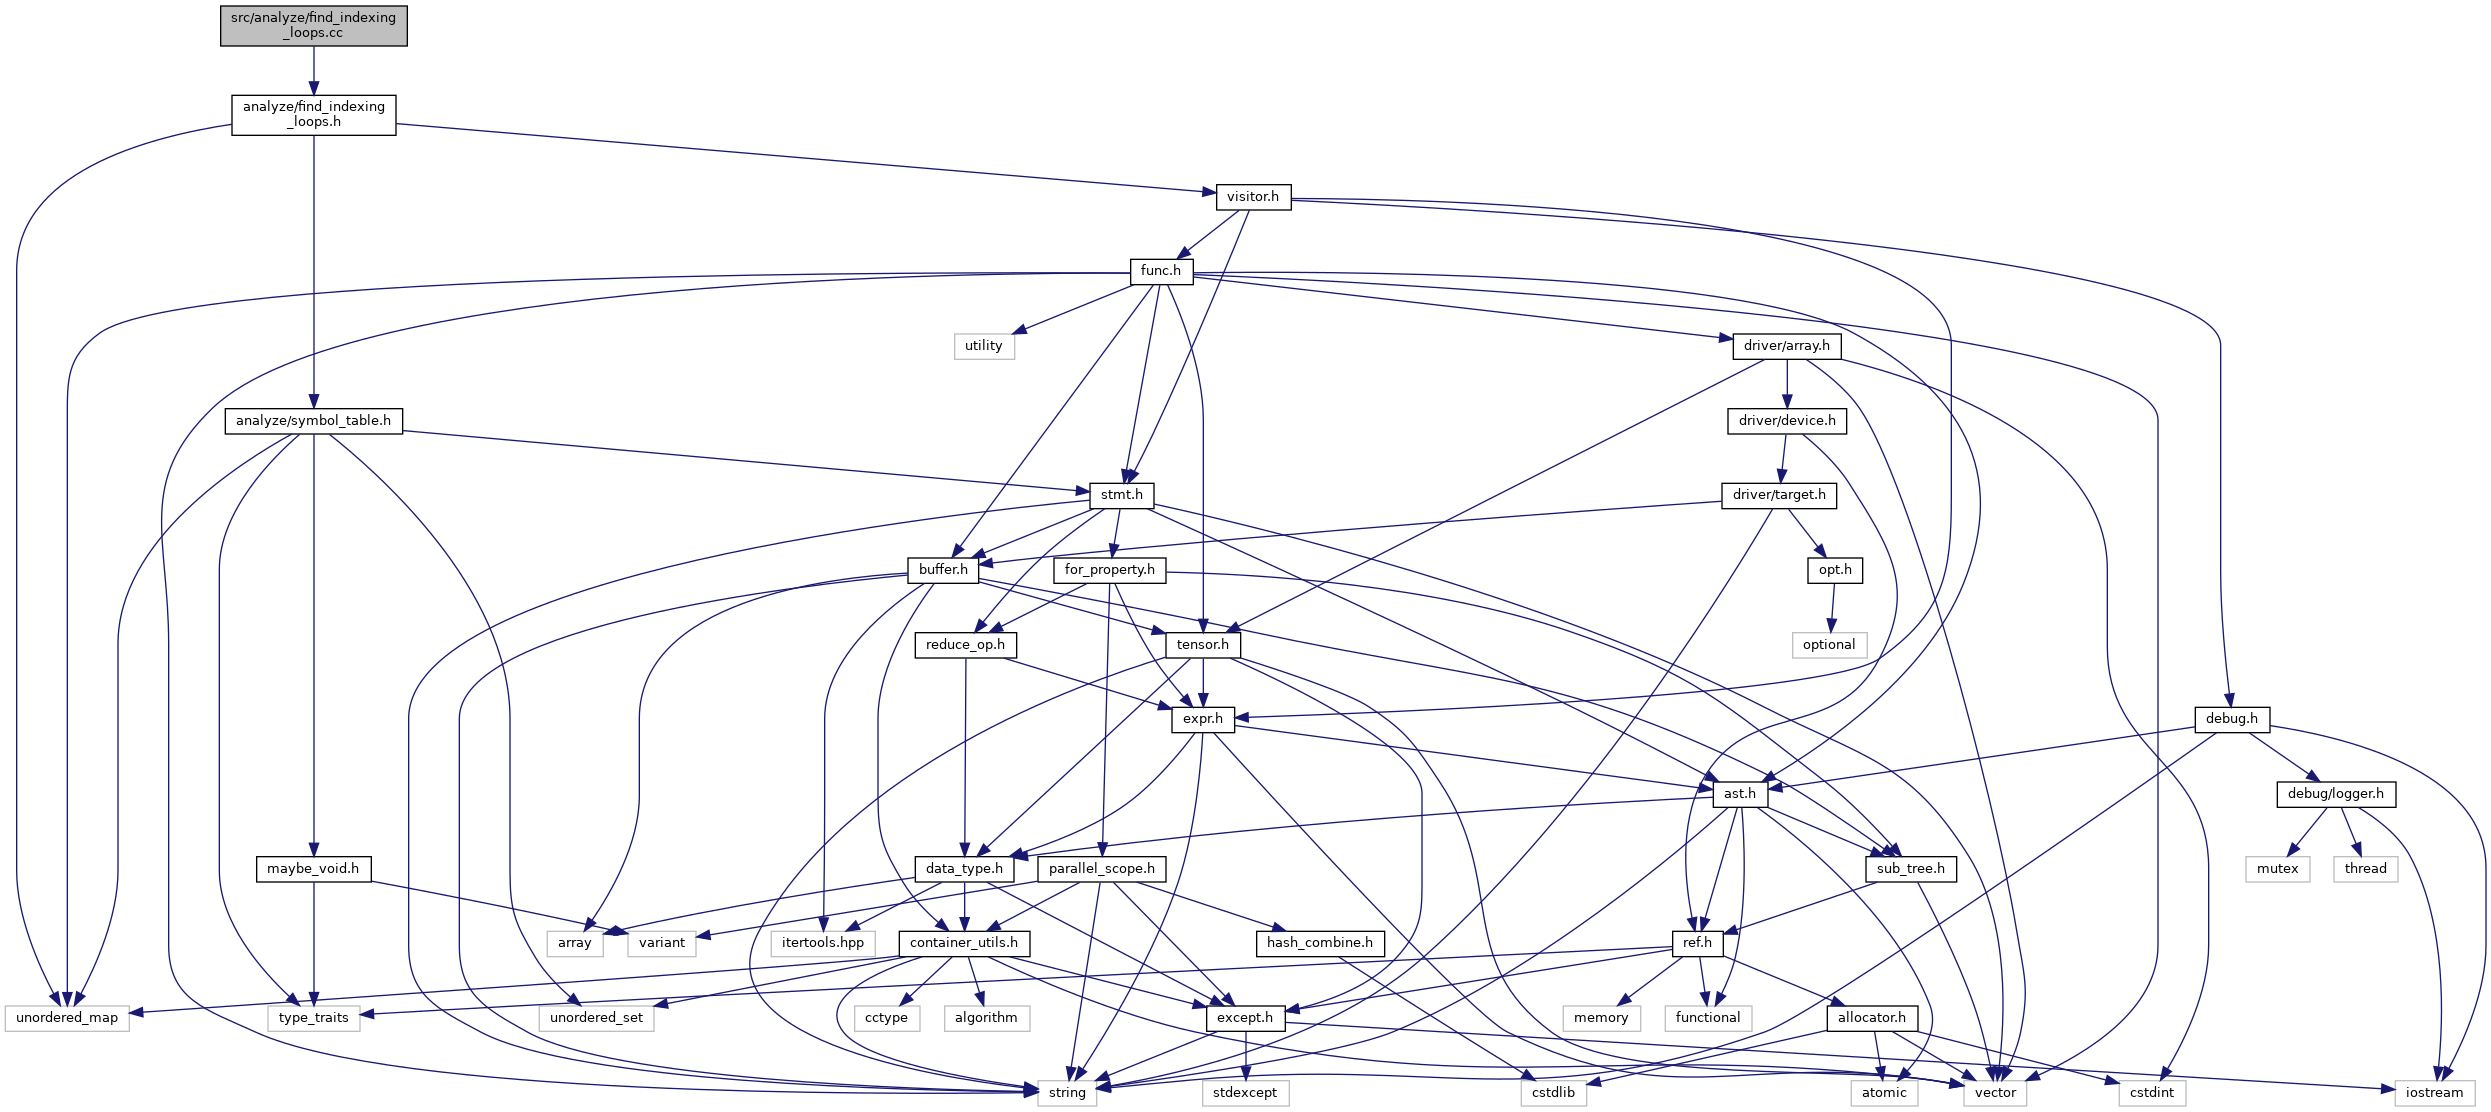 src/analyze/find_indexing
_loops.cc
analyze/find_indexing
_loops.h
visitor.h
func.h
utility
driver/array.h
analyze/symbol_table.h
driver/device.h
stmt.h
driver/target.h
buffer.h
for_property.h
opt.h
reduce_op.h
tensor.h
optional
expr.h
debug.h
ast.h
debug/logger.h
maybe_void.h
data_type.h
parallel_scope.h
sub_tree.h
mutex
thread
array
variant
itertools.hpp
container_utils.h
hash_combine.h
ref.h
unordered_map
type_traits
unordered_set
cctype
algorithm
except.h
memory
functional
allocator.h
string
stdexcept
cstdlib
atomic
vector
cstdint
iostream